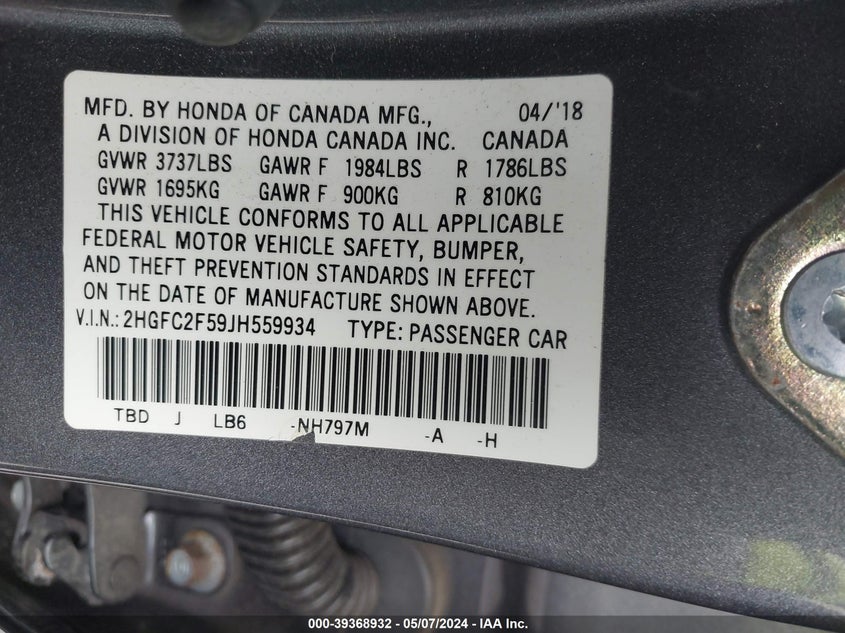 MFD. BY HONDA OF CANADA MFG., 04/'18
A DIVISION OF HONDA CANADA INC. CANADA
GVWR 3737LBS GAWR F 1984LBS R 1786LBS
GVWR 1695KG GAWR F 900KG R 810KG
THIS VEHICLE CONFORMS TO ALL APPLICABLE
FEDERAL MOTOR VEHICLE SAFETY, BUMPER,
AND THEFT PREVENTION STANDARDS IN EFFECT
ON THE DATE OF MANUFACTURE SHOWN ABOVE.
V.I.N.: 2HGFC2F59JH559934 TYPE: PASSENGER CAR
TBD J LB6 -NH797M -A -H
000-39368932 — 05/07/2024 — IAA Inc.